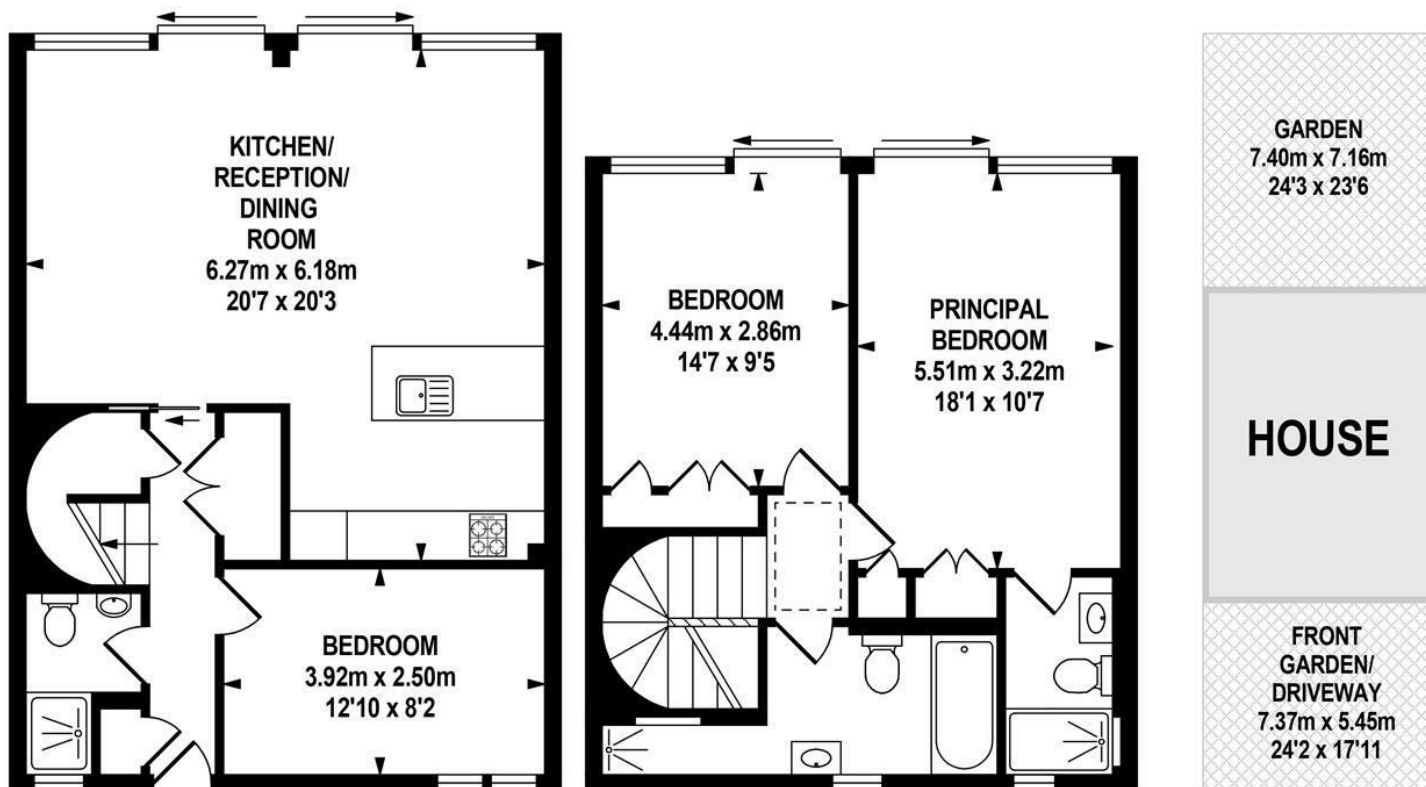 KITCHEN/
RECEPTION/
DINING
ROOM
6.27m x 6.18m
20'7 x 20'3
BEDROOM
3.92m x 2.50m
12'10 x 8'2
BEDROOM
4.44m x 2.86m
14'7 x 9'5
PRINCIPAL
BEDROOM
5.51m x 3.22m
18'1 x 10'7
GARDEN
7.40m x 7.16m
24'3 x 23'6
HOUSE
FRONT
GARDEN/
DRIVEWAY
7.37m x 5.45m
24'2 x 17'11